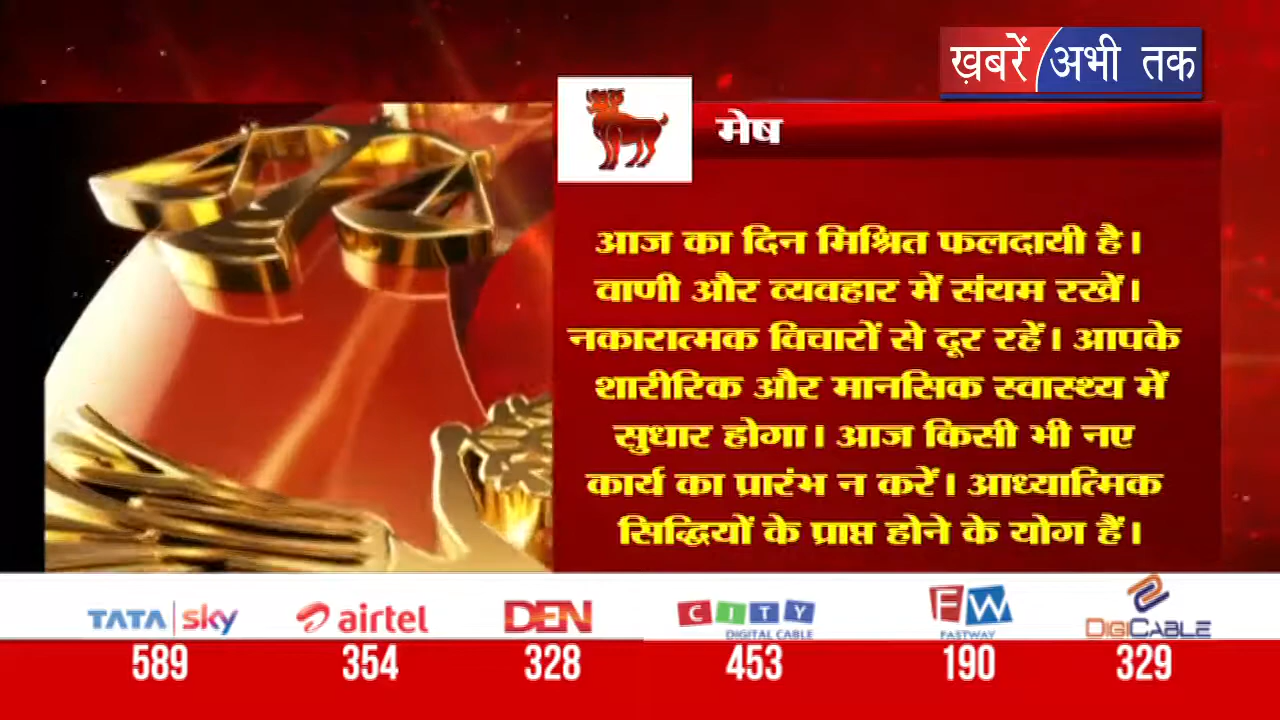 ख़बरें अभी तक
मेष
आज का दिन मिश्रित फलदायी है।
वाणी और व्यवहार में संयम रखें।
नकारात्मक विचारों से दूर रहें। आपके
शारीरिक और मानसिक स्वास्थ्य में
सुधार होगा। आज किसी भी नए
कार्य का प्रारंभ न करें। आध्यात्मिक
सिद्धियों के प्राप्त होने के योग हैं।
TATA sky airtel DEN CITY FW DIGICABLE
DIGITAL CABLE FASTWAY
589 354 328 453 190 329